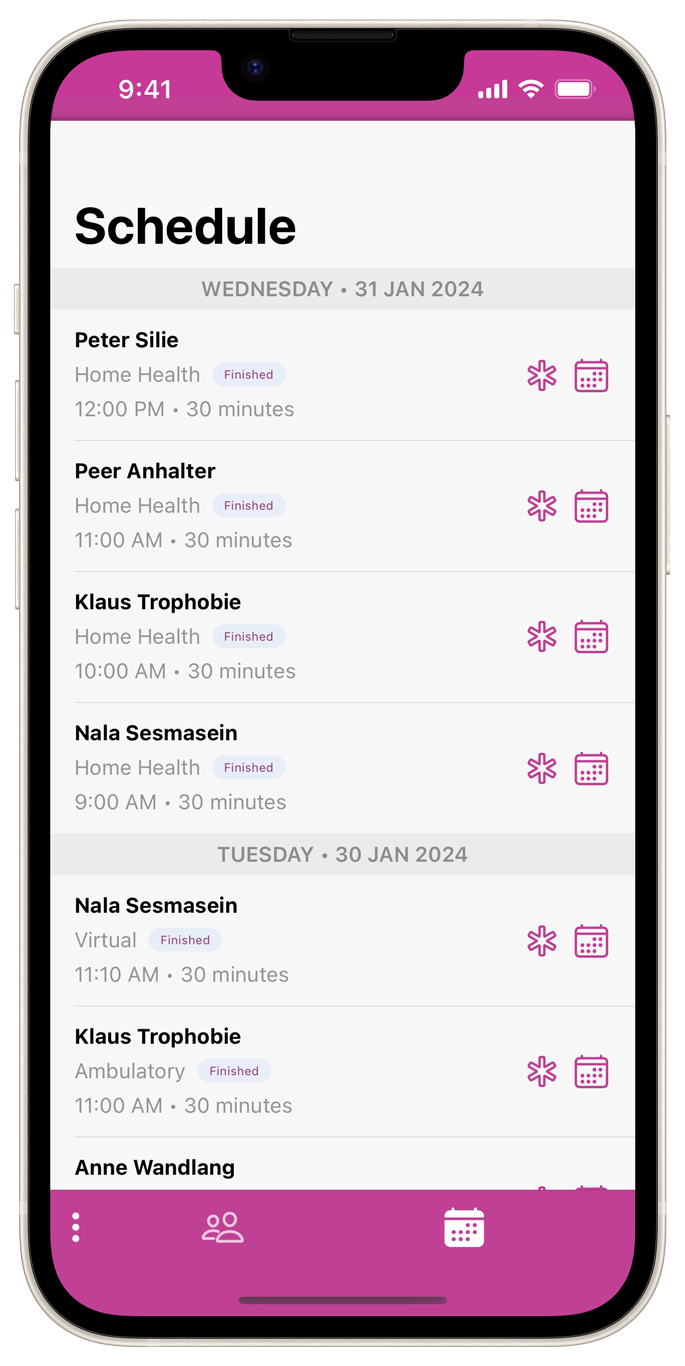 9:41
Schedule
WEDNESDAY • 31 JAN 2024
Peter Silie
Home Health Finished
12:00 PM • 30 minutes
Peer Anhalter
Home Health Finished
11:00 AM • 30 minutes
Klaus Trophobie
Home Health Finished
10:00 AM • 30 minutes
Nala Sesmasein
Home Health Finished
9:00 AM • 30 minutes
TUESDAY • 30 JAN 2024
Nala Sesmasein
Virtual Finished
11:10 AM • 30 minutes
Klaus Trophobie
Ambulatory Finished
11:00 AM • 30 minutes
Anne Wandlang